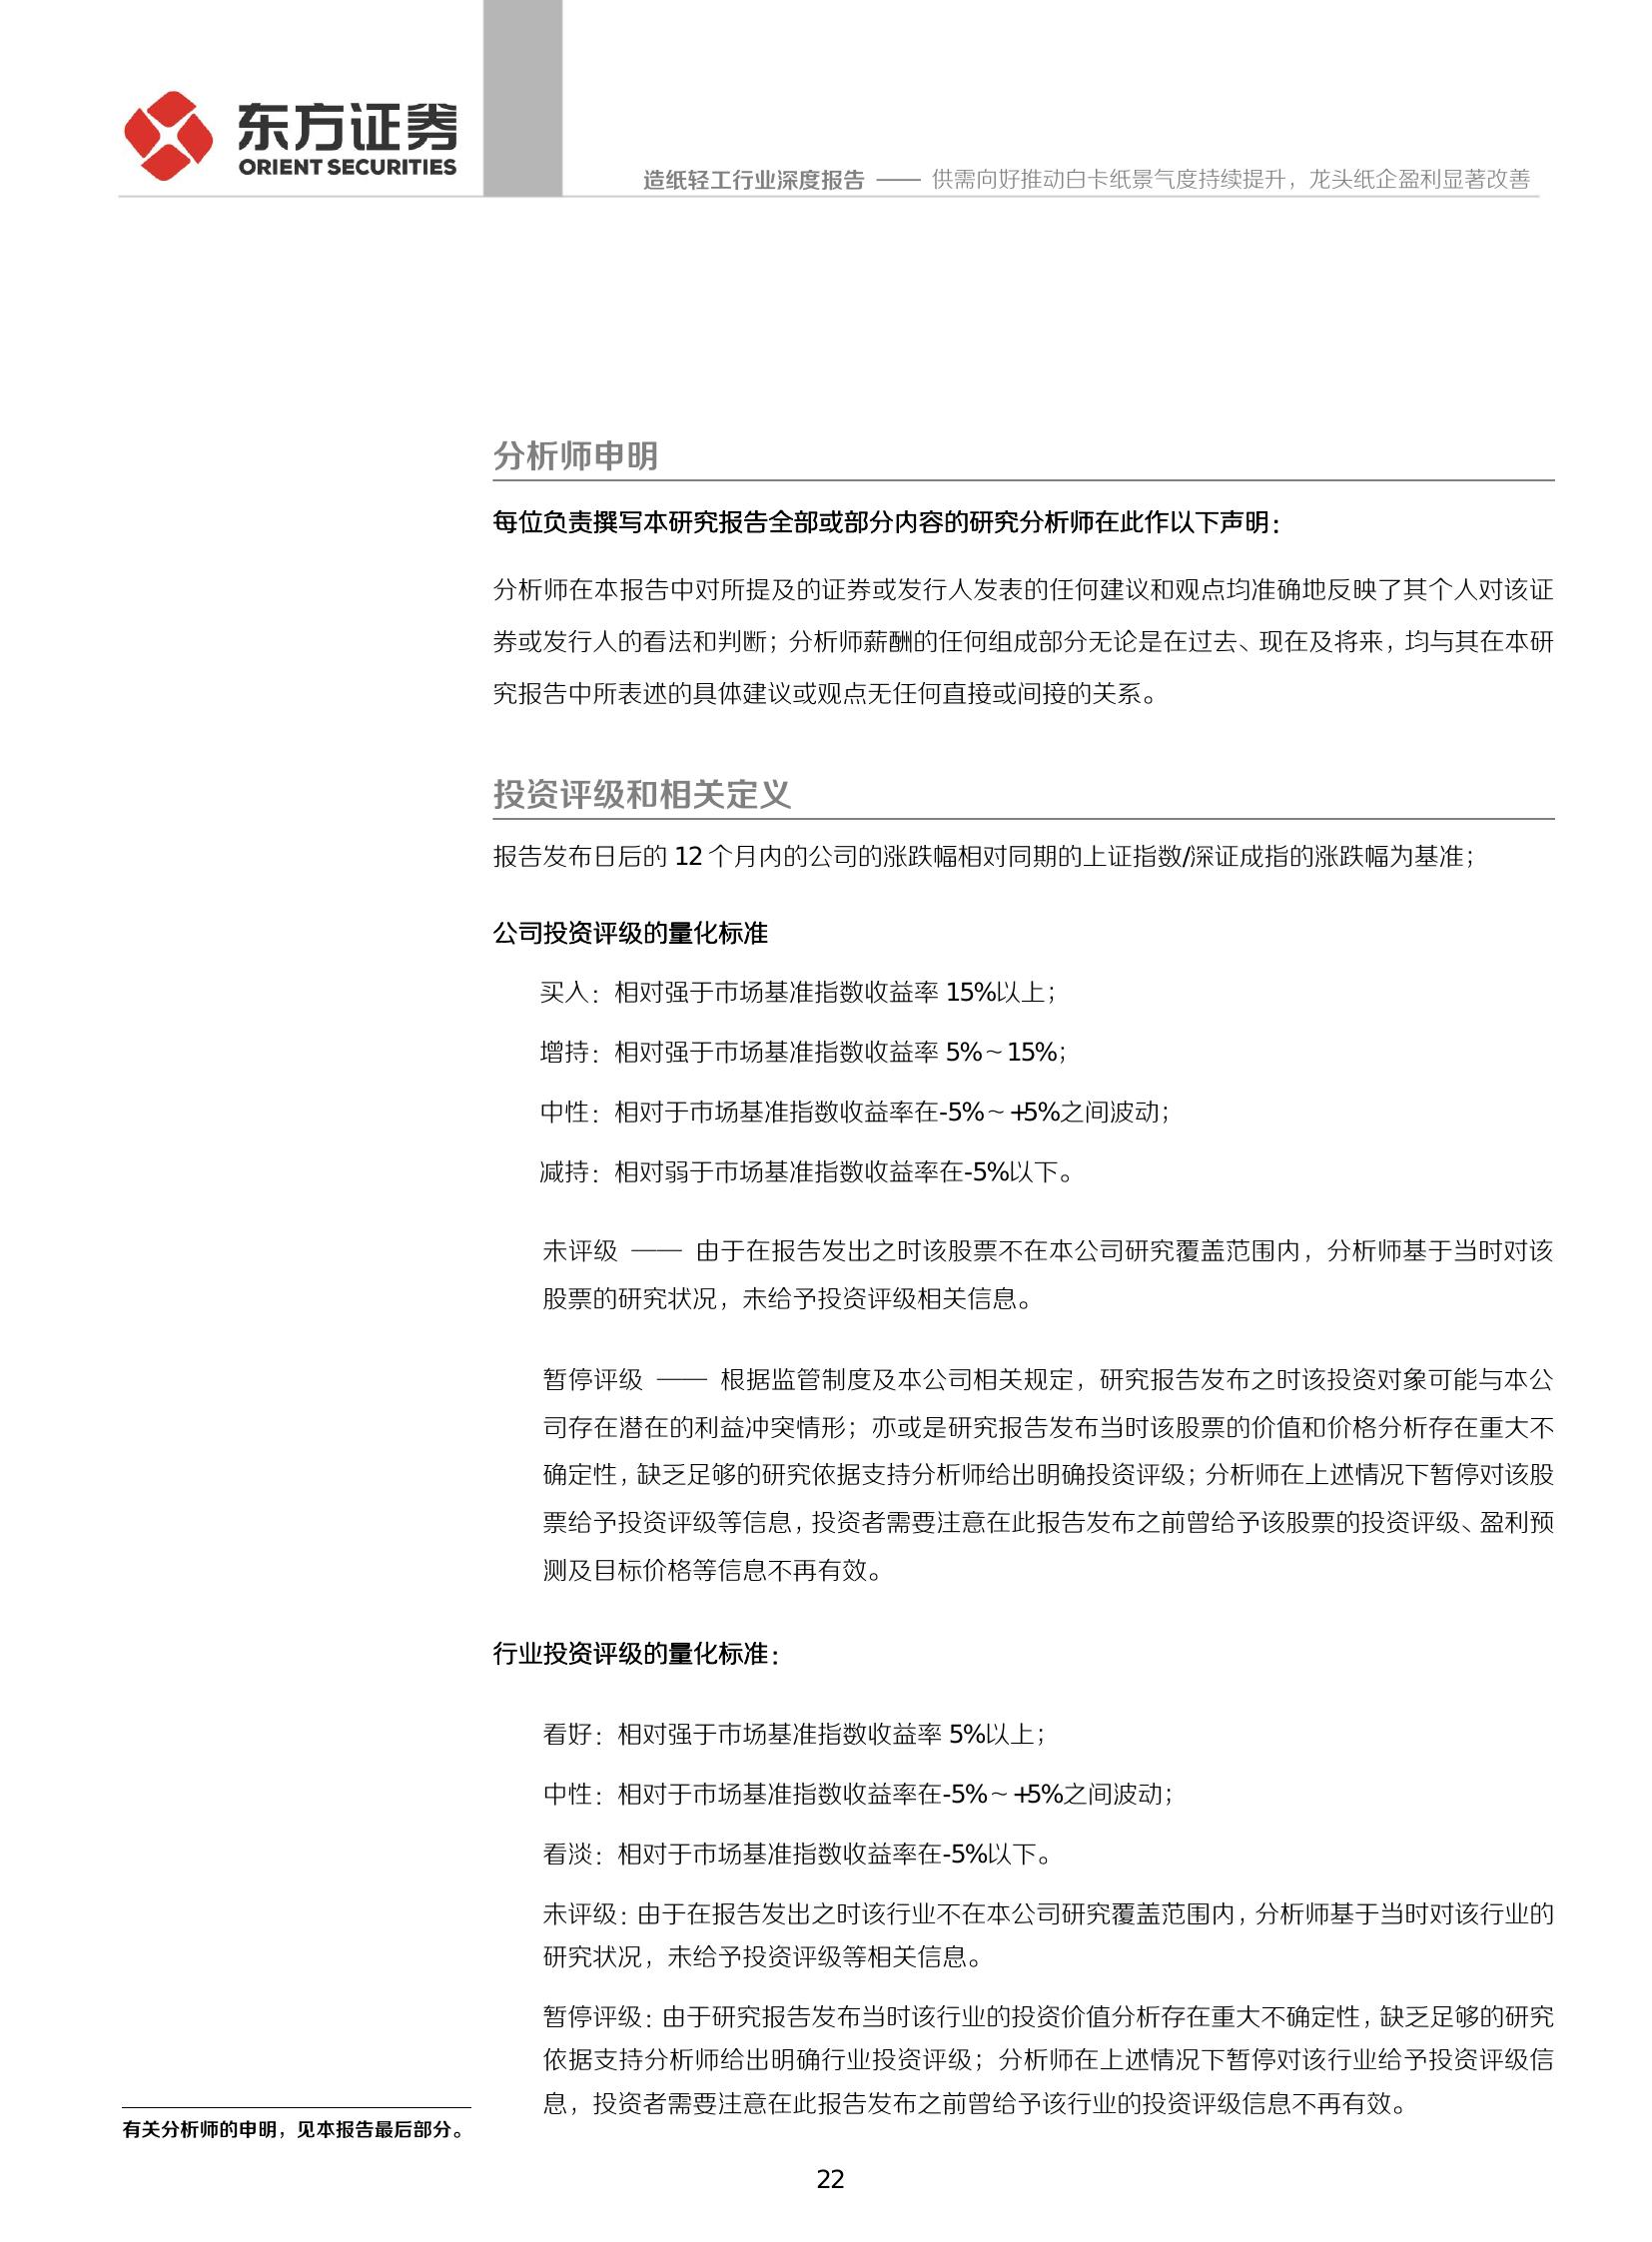 东方证券
ORIENT SECURITIES
造纸轻工行业深度报告 —— 供需向好推动白卡纸景气度持续提升，龙头纸企盈利显著改善
分析师申明
每位负责撰写本研究报告全部或部分内容的研究分析师在此作以下声明：
分析师在本报告中对所提及的证券或发行人发表的任何建议和观点均准确地反映了其个人对该证
券或发行人的看法和判断；分析师薪酬的任何组成部分无论是在过去、现在及将来，均与其在本研
究报告中所表述的具体建议或观点无任何直接或间接的关系。
投资评级和相关定义
报告发布日后的 12 个月内的公司的涨跌幅相对同期的上证指数/深证成指的涨跌幅为基准；
公司投资评级的量化标准
买入：相对强于市场基准指数收益率 15%以上；
增持：相对强于市场基准指数收益率 5%～15%；
中性：相对于市场基准指数收益率在-5%～+5%之间波动；
减持：相对弱于市场基准指数收益率在-5%以下。
未评级 —— 由于在报告发出之时该股票不在本公司研究覆盖范围内，分析师基于当时对该
股票的研究状况，未给予投资评级相关信息。
暂停评级 —— 根据监管制度及本公司相关规定，研究报告发布之时该投资对象可能与本公
司存在潜在的利益冲突情形；亦或是研究报告发布当时该股票的价值和价格分析存在重大不
确定性，缺乏足够的研究依据支持分析师给出明确投资评级；分析师在上述情况下暂停对该股
票给予投资评级等信息，投资者需要注意在此报告发布之前曾给予该股票的投资评级、盈利预
测及目标价格等信息不再有效。
行业投资评级的量化标准：
看好：相对强于市场基准指数收益率 5%以上；
中性：相对于市场基准指数收益率在-5%～+5%之间波动；
看淡：相对于市场基准指数收益率在-5%以下。
未评级：由于在报告发出之时该行业不在本公司研究覆盖范围内，分析师基于当时对该行业的
研究状况，未给予投资评级等相关信息。
暂停评级：由于研究报告发布当时该行业的投资价值分析存在重大不确定性，缺乏足够的研究
依据支持分析师给出明确行业投资评级；分析师在上述情况下暂停对该行业给予投资评级信
息，投资者需要注意在此报告发布之前曾给予该行业的投资评级信息不再有效。
有关分析师的申明，见本报告最后部分。
22